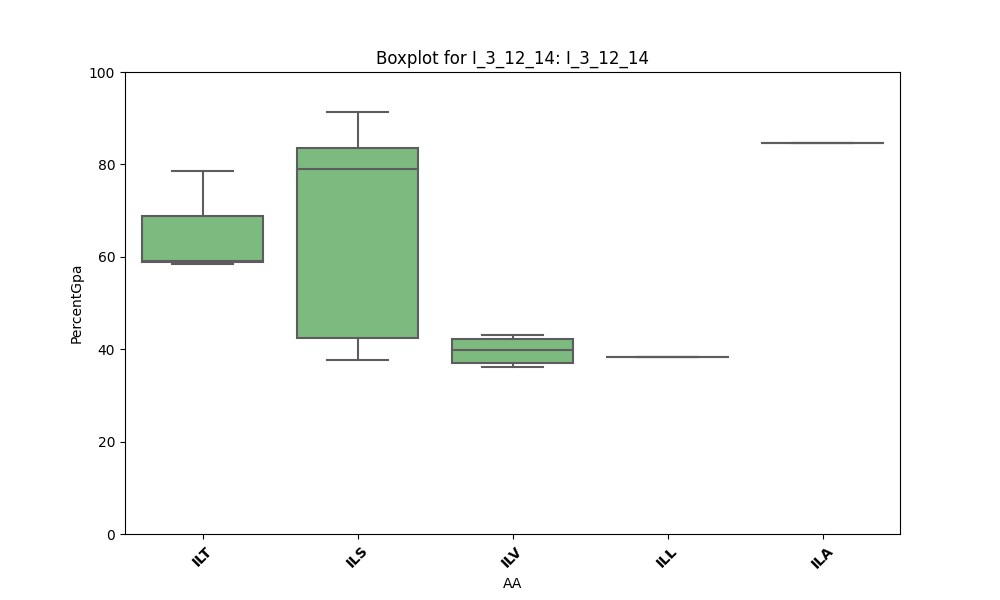 Boxplot for I_3_12_14: I_3_12_14
100
80
60
40
20
0
PercentGpa
ILT
ILS
ILV
ILL
ILA
AA